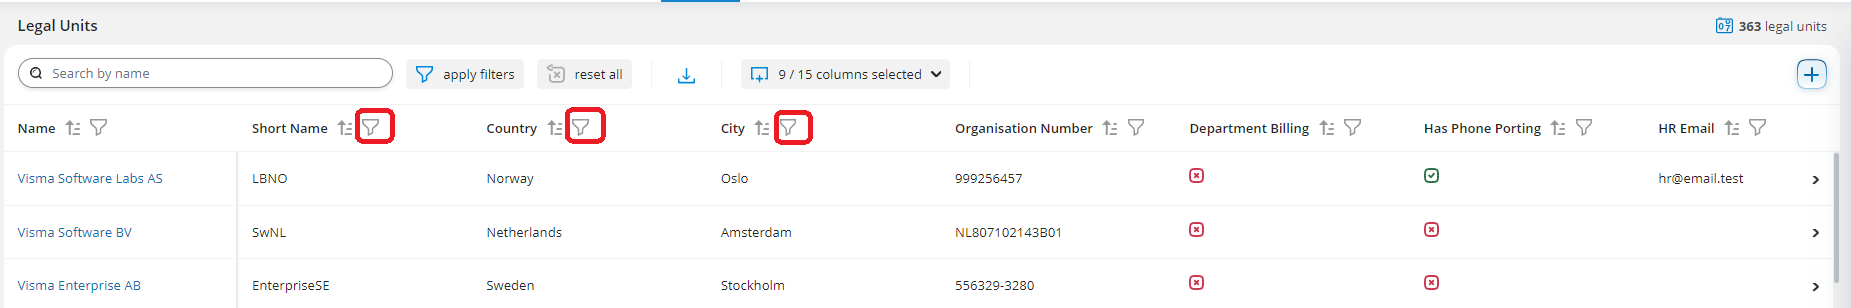 Legal Units
363 legal units
Search by name
apply filters
reset all
9 / 15 columns selected
Name Short Name Country City Organisation Number Department Billing Has Phone Porting HR Email
Visma Software Labs AS LBNO Norway Oslo 999256457 hr@email.test
Visma Software BV SwNL Netherlands Amsterdam NL807102143B01
Visma Enterprise AB EnterpriseSE Sweden Stockholm 556329-3280